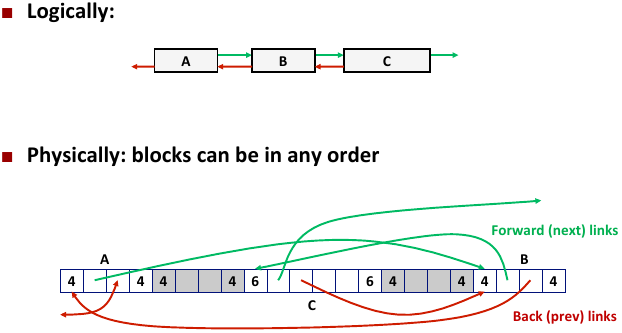 Logically:
A B C
Physically: blocks can be in any order
Forward (next) links
A B
4 4 4 4 6 6 4 4 4 4
C
Back (prev) links